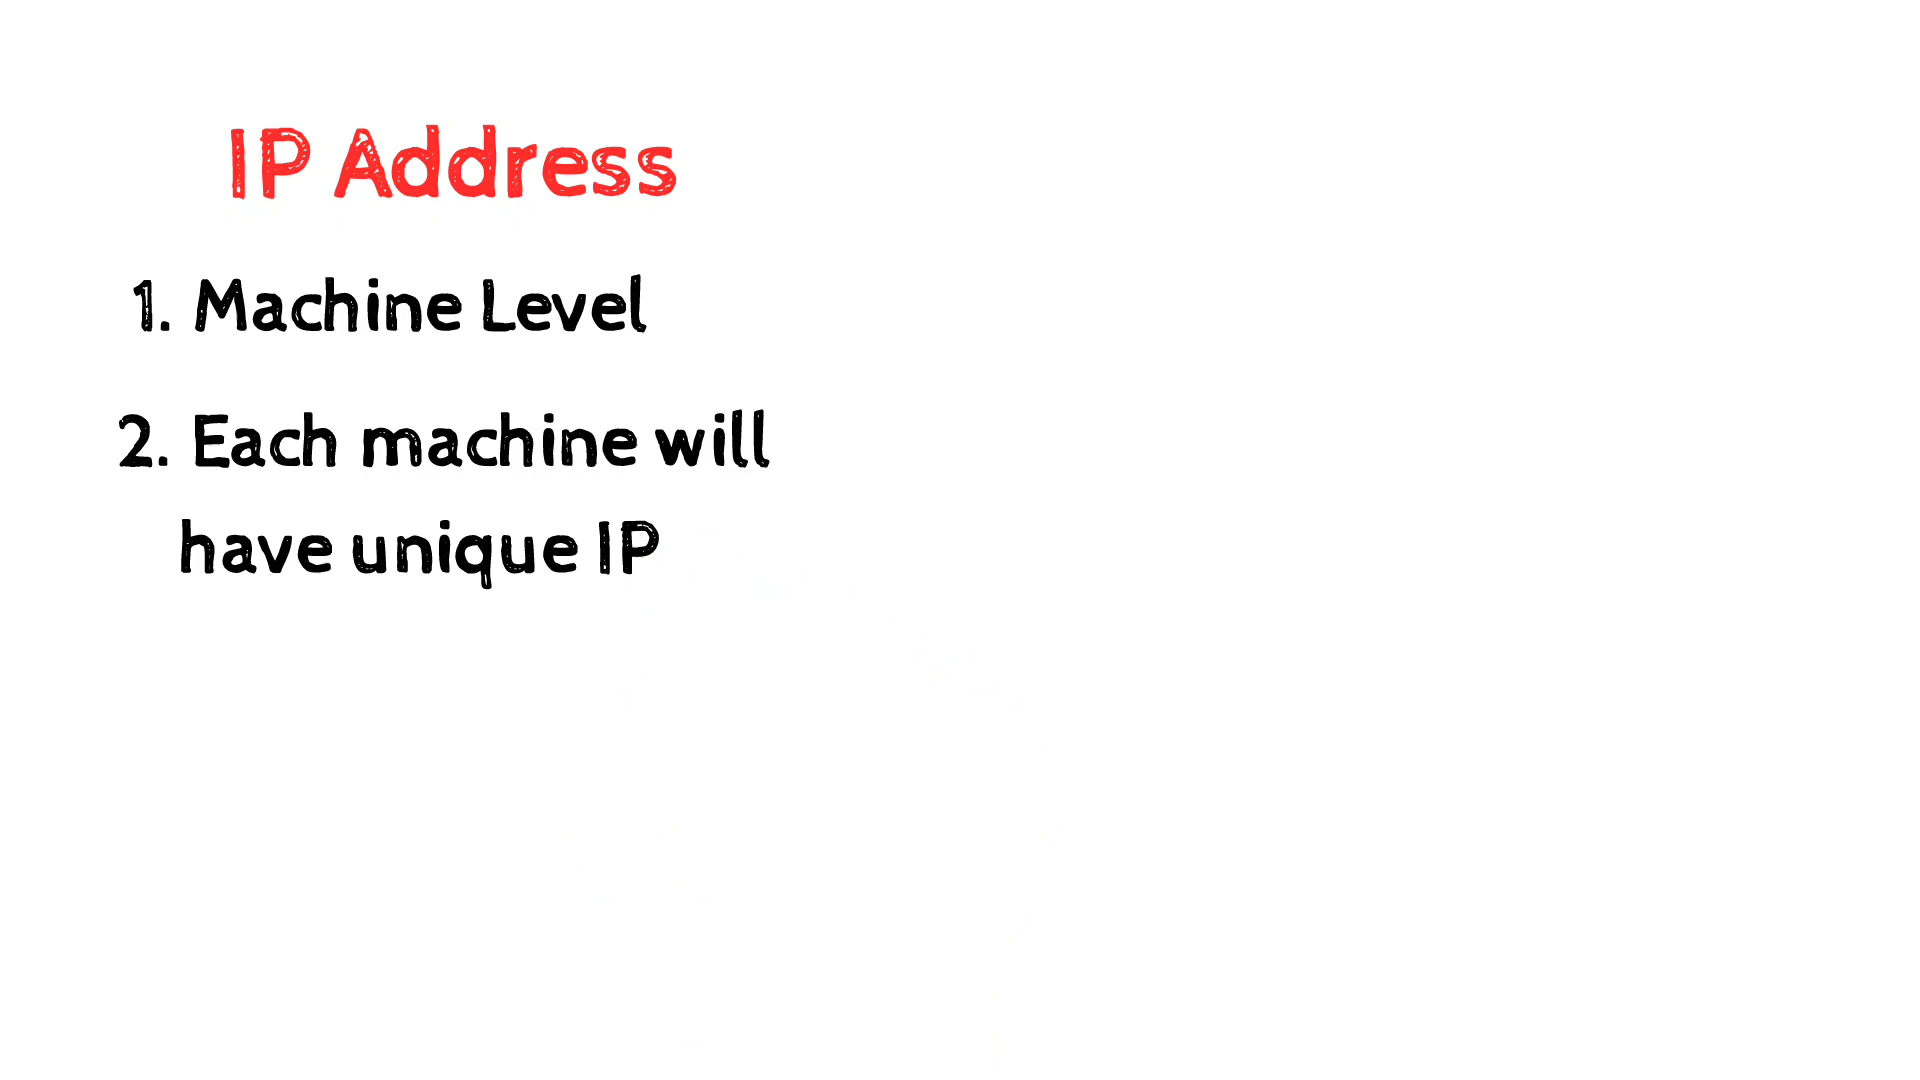 IP Address
1. Machine Level
2. Each machine will
have unique IP